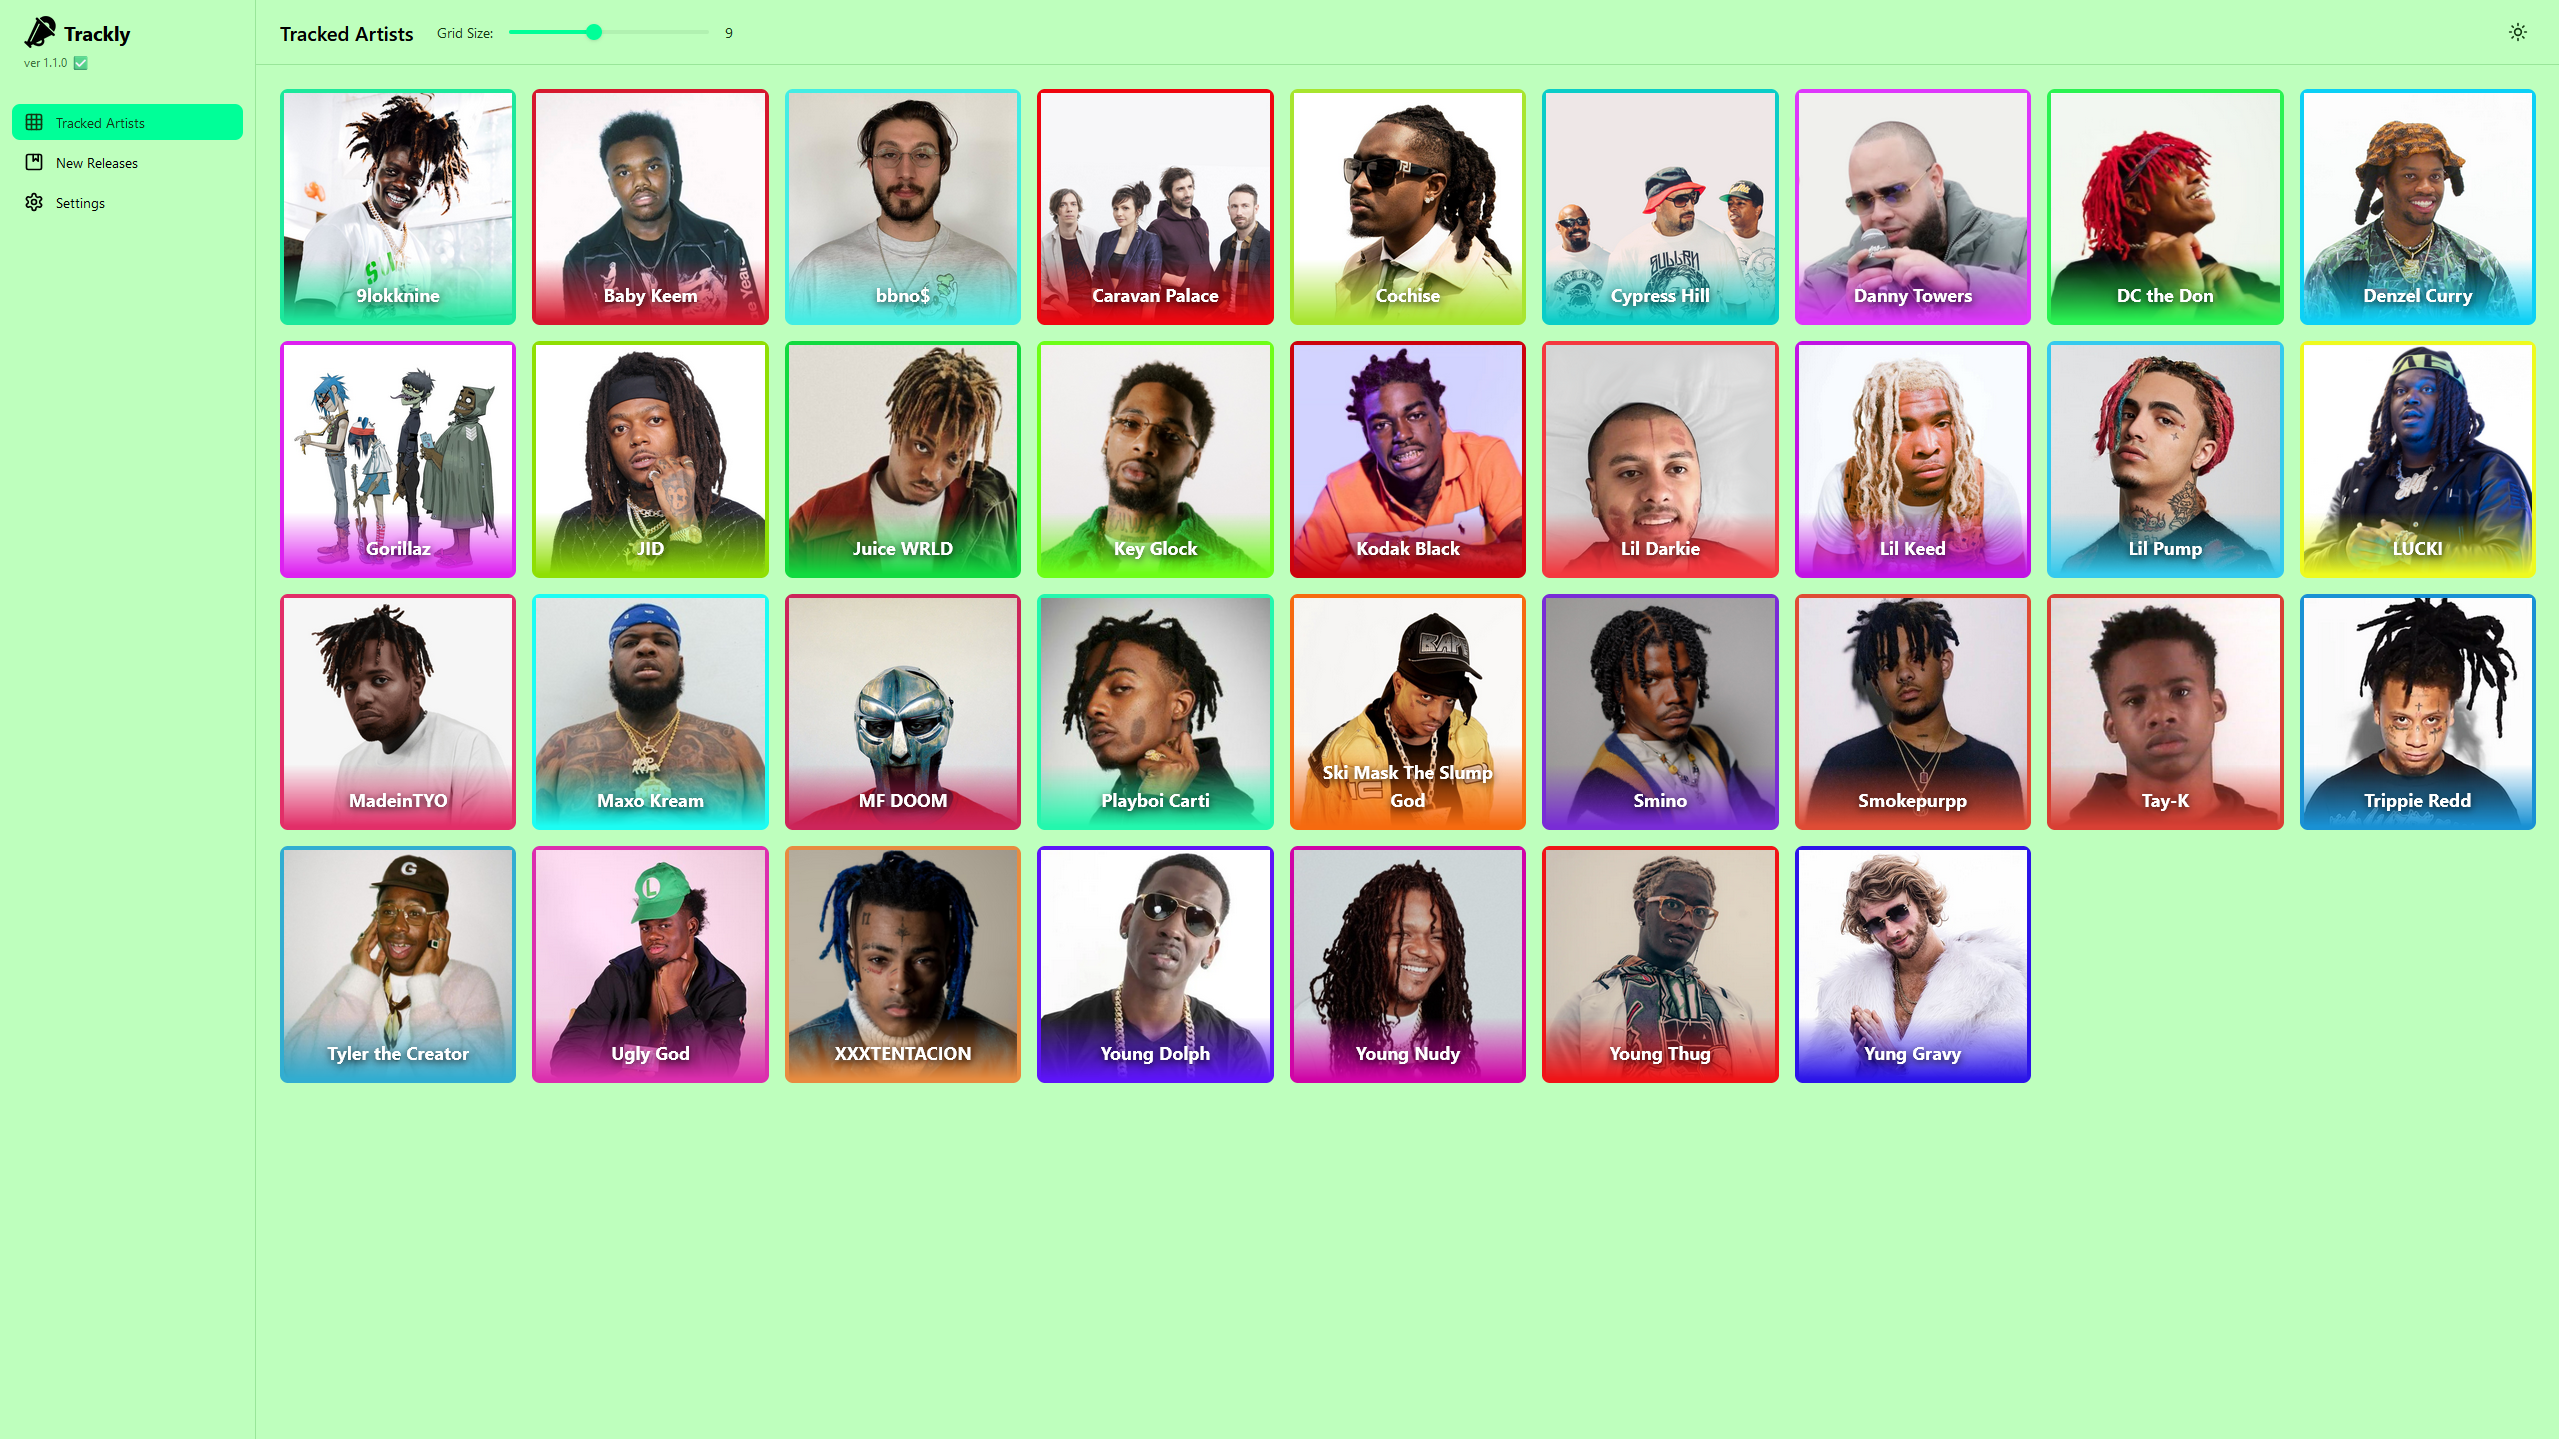 Trackly
ver 1.1.0 ✅
Tracked Artists
New Releases
Settings
Tracked Artists
Grid Size:
9
9lokknine
Baby Keem
bbno$
Caravan Palace
Cochise
Cypress Hill
Danny Towers
DC the Don
Denzel Curry
Gorillaz
JID
Juice WRLD
Key Glock
Kodak Black
Lil Darkie
Lil Keed
Lil Pump
LUCKI
MadeinTYO
Maxo Kream
MF DOOM
Playboi Carti
Ski Mask The Slump
God
Smino
Smokepurpp
Tay-K
Trippie Redd
Tyler the Creator
Ugly God
XXXTENTACION
Young Dolph
Young Nudy
Young Thug
Yung Gravy